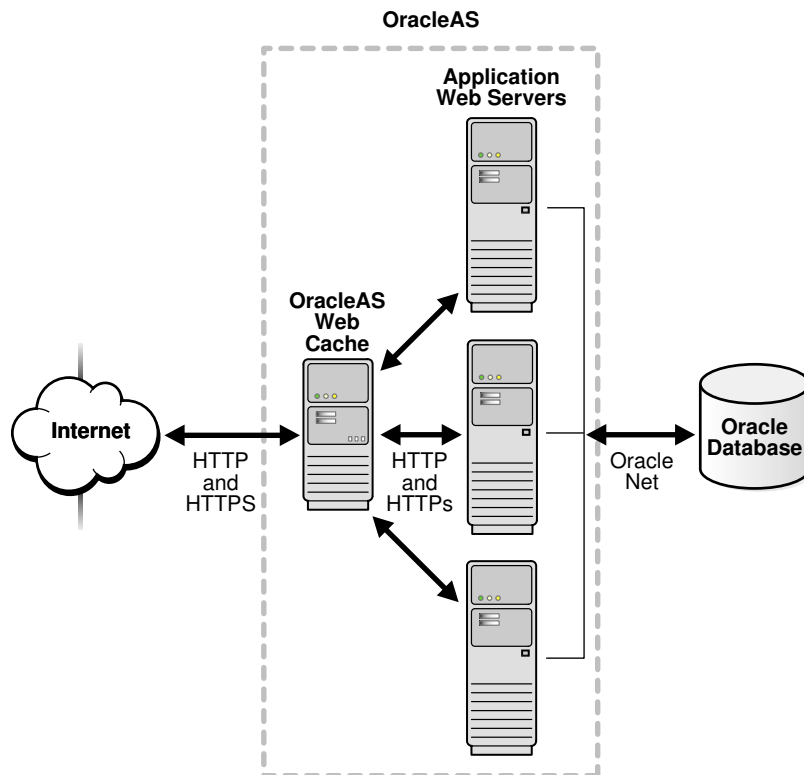 OracleAS
Application
Web Servers
OracleAS
Web
Cache
Internet
HTTP
and
HTTPS
HTTP
and
HTTPs
Oracle
Net
Oracle
Database